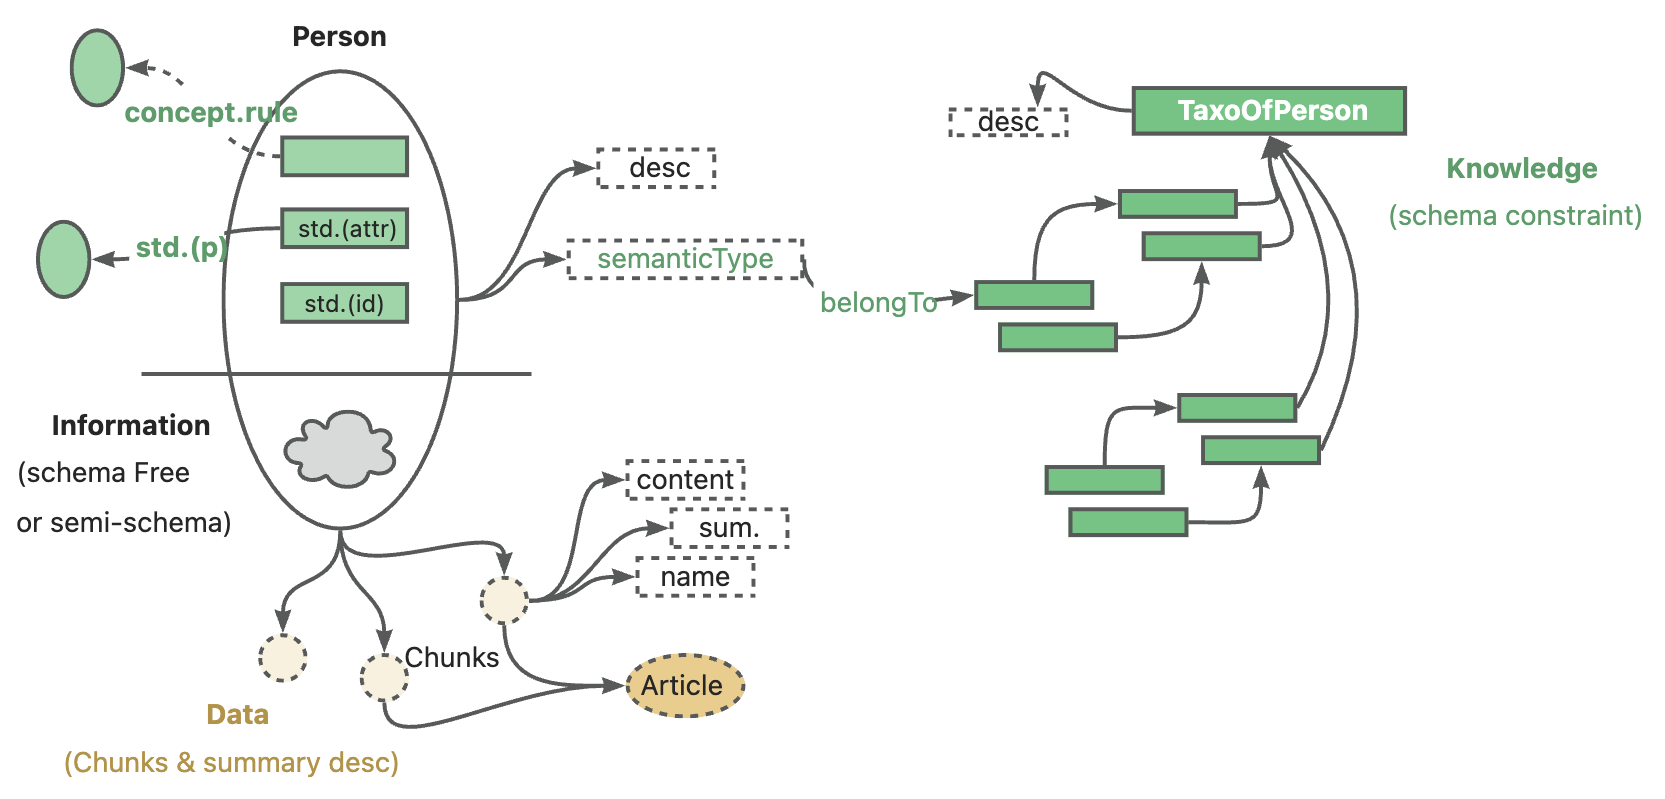 Person
concept.rule
std.(attr)
std.(p)
std.(id)
desc
semanticType
belongTo
desc
TaxoOfPerson
Knowledge
(schema constraint)
Information
(schema Free
or semi-schema)
content
sum.
name
Chunks
Article
Data
(Chunks & summary desc)